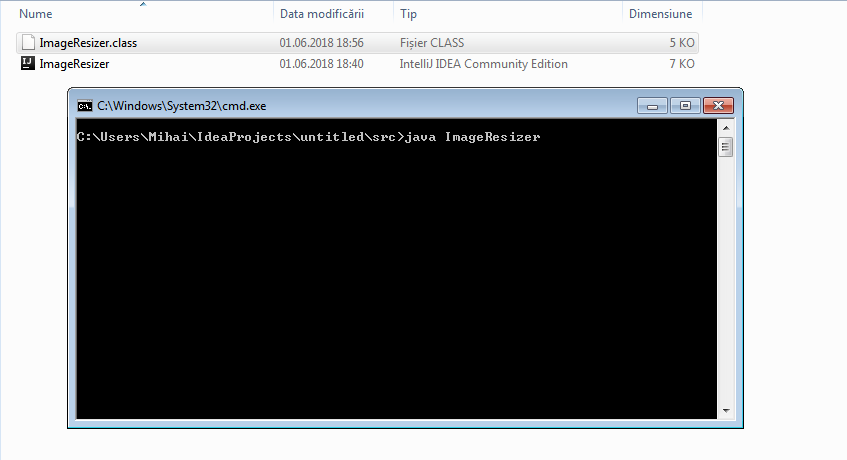 Nume Data modificării Tip Dimensiune
ImageResizer.class 01.06.2018 18:56 Fișier CLASS 5 KO
IJ ImageResizer 01.06.2018 18:40 IntelliJ IDEA Community Edition 7 KO
C:\. C:\Windows\System32\cmd.exe
C:\Users\Mihai\IdeaProjects\untitled\src>java ImageResizer